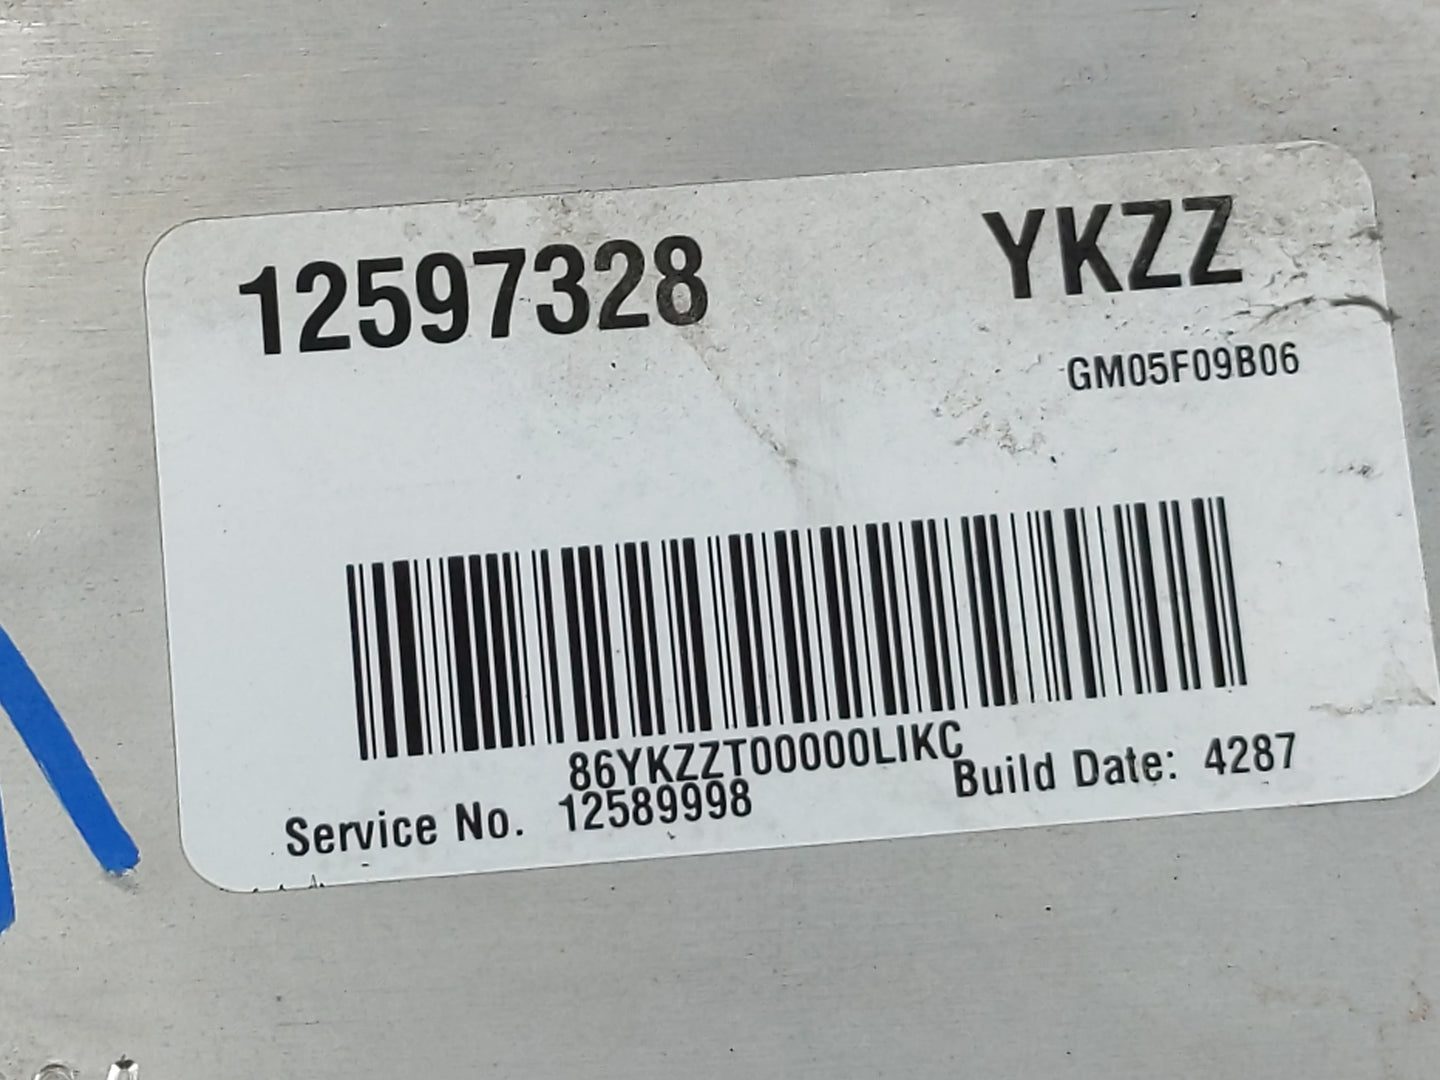 12597328 YKZZ
GM05F09B06
86YKZZT00000LIKC
Service No. 12589998 Build Date: 4287